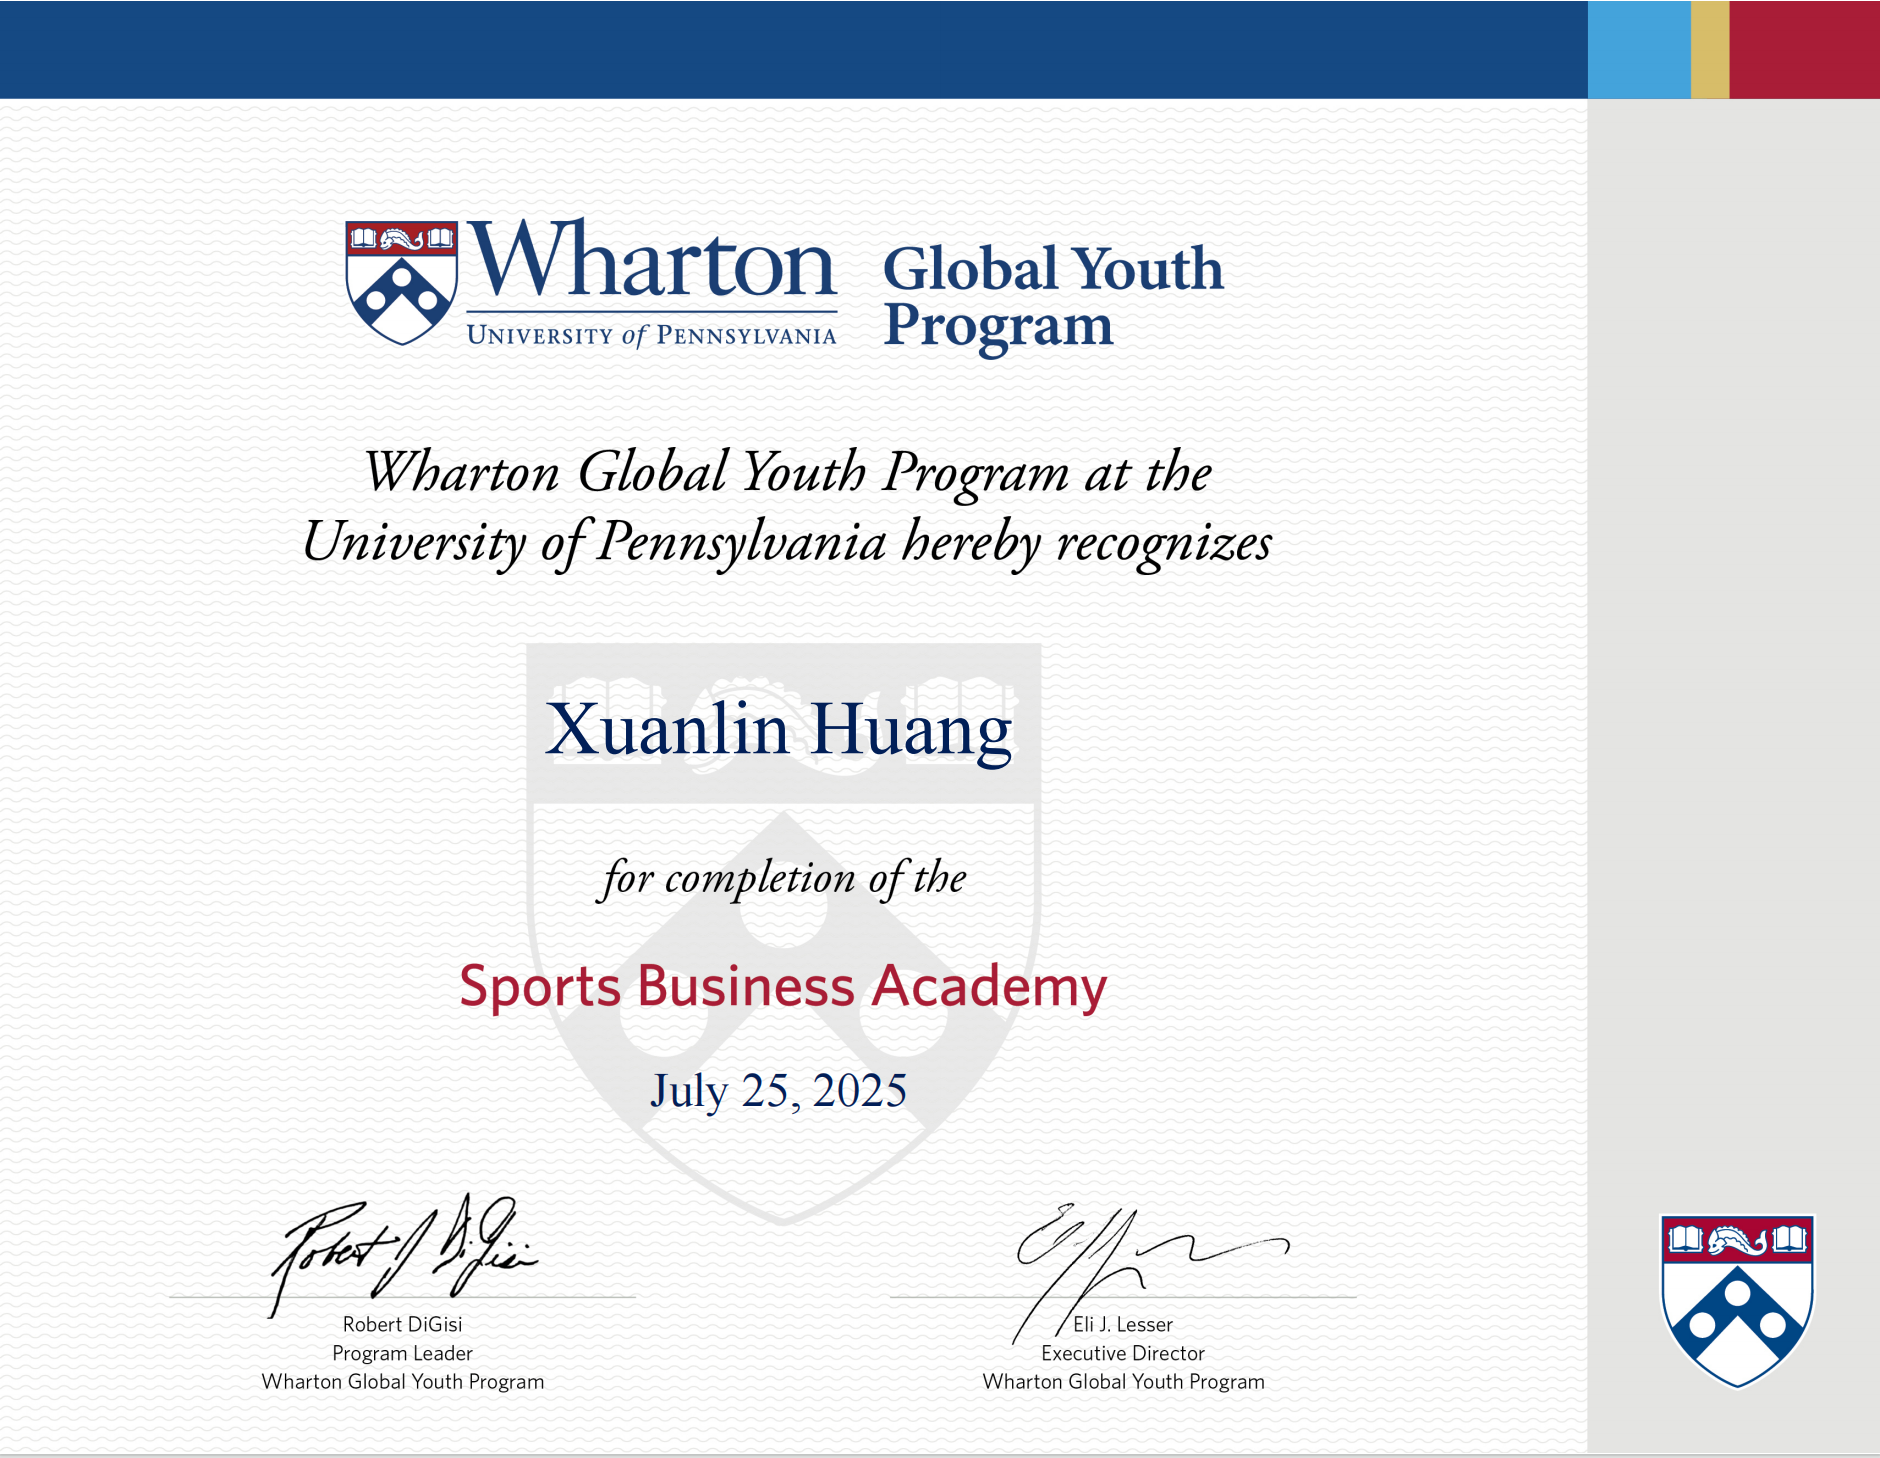 Wharton
UNIVERSITY of PENNSYLVANIA
Global Youth
Program
Wharton Global Youth Program at the
University of Pennsylvania hereby recognizes
Xuanlin Huang
for completion of the
Sports Business Academy
July 25, 2025
Robert J DiGisi
Robert DiGisi
Program Leader
Wharton Global Youth Program
Eli J. Lesser
Executive Director
Wharton Global Youth Program